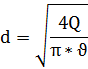 d = √(4Q / (π * ϑ))